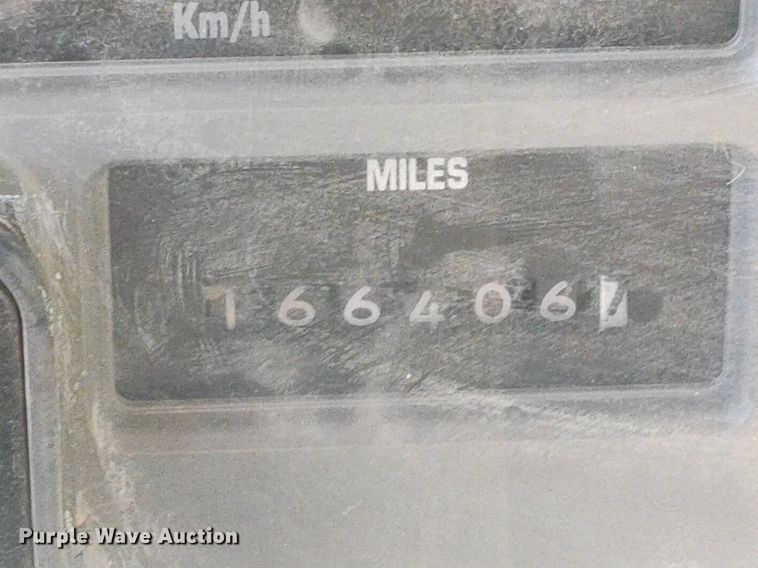 Km/h
MILES
166406
Purple Wave Auction